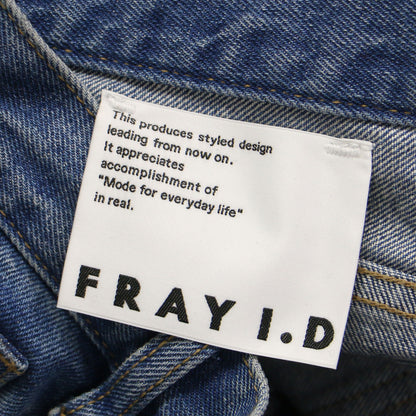 This produces styled design
leading from now on.
It appreciates
accomplishment of
"Mode for everyday life"
in real.
FRAY I.D